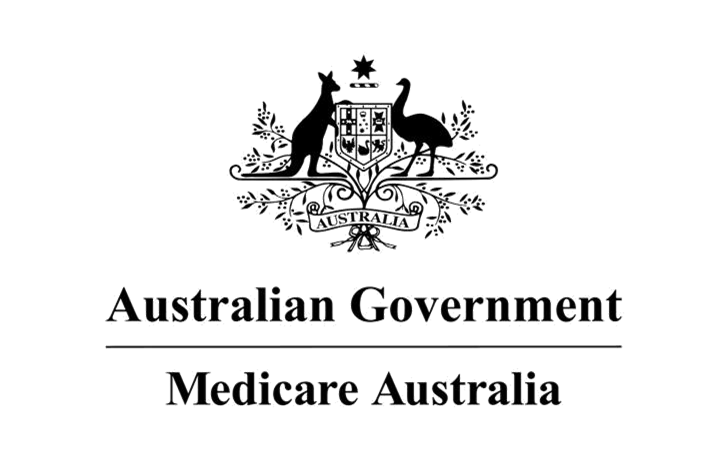 AUSTRALIA
Australian Government
Medicare Australia